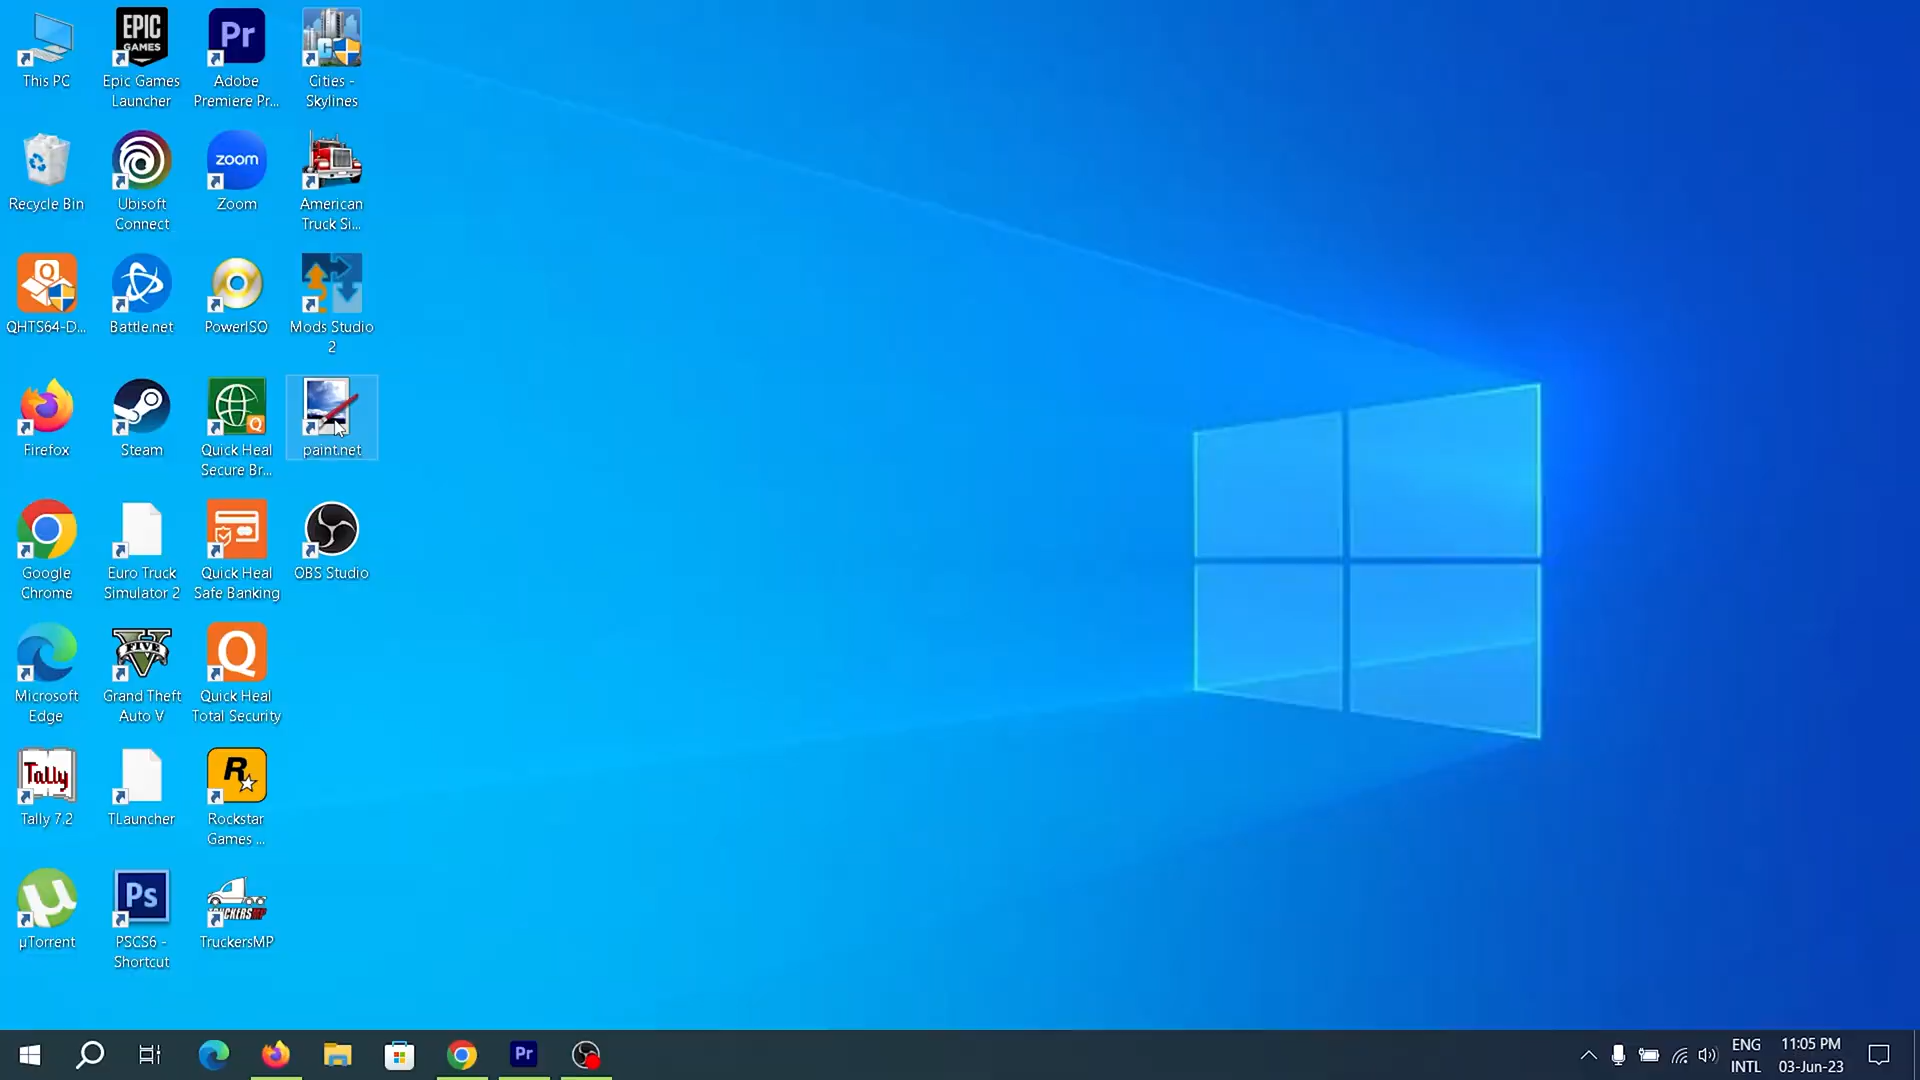 This PC
EPIC
GAMES
Epic Games
Launcher
Pr
Adobe
Premiere Pr...
C
Cities -
Skylines
Recycle Bin
Ubisoft
Connect
zoom
Zoom
American
Truck Si...
Q
QHTS64-D...
Battle.net
PowerISO
Mods Studio
2
Firefox
Steam
Q
Quick Heal
Secure Br...
paint.net
Google
Chrome
Euro Truck
Simulator 2
Quick Heal
Safe Banking
OBS Studio
Microsoft
Edge
FIVE
V
Grand Theft
Auto V
Q
Quick Heal
Total Security
Tally
Tally 7.2
TLauncher
R
Rockstar
Games ...
µ
µTorrent
Ps
PSCS6 -
Shortcut
TRUCKERSMP
TruckersMP
Pr
ENG
INTL
11:05 PM
03-Jun-23